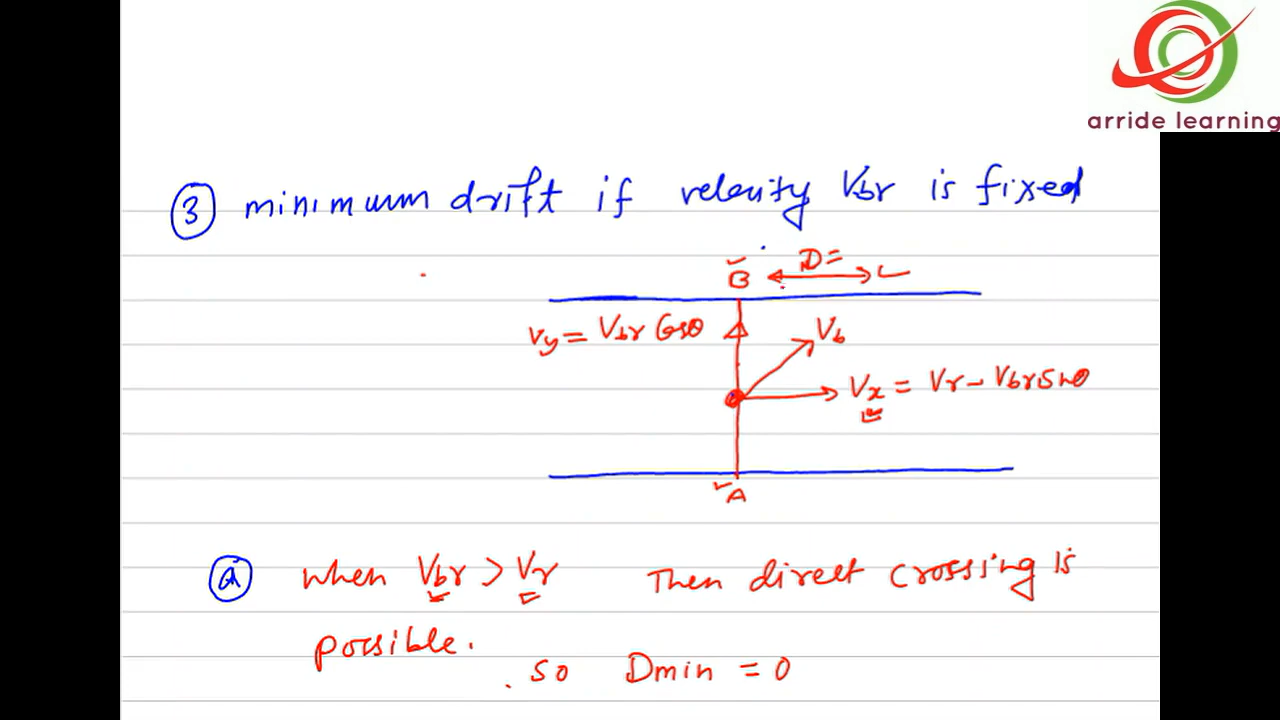 arride learning
③ minimum drift if velocity Vbr is fixed
B D=
Vy = Vbr Cosθ Vb
Vx = Vr - Vbr Sinθ
A
ⓐ when Vbr > Vr Then direct crossing is
possible.
so Dmin = 0